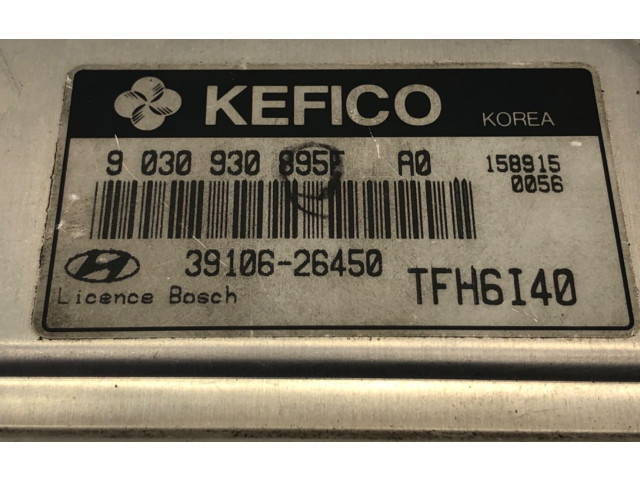 KEFICO
KOREA
9 030 930 895F A0
158915
0056
39106-26450
Licence Bosch
TFH6I40